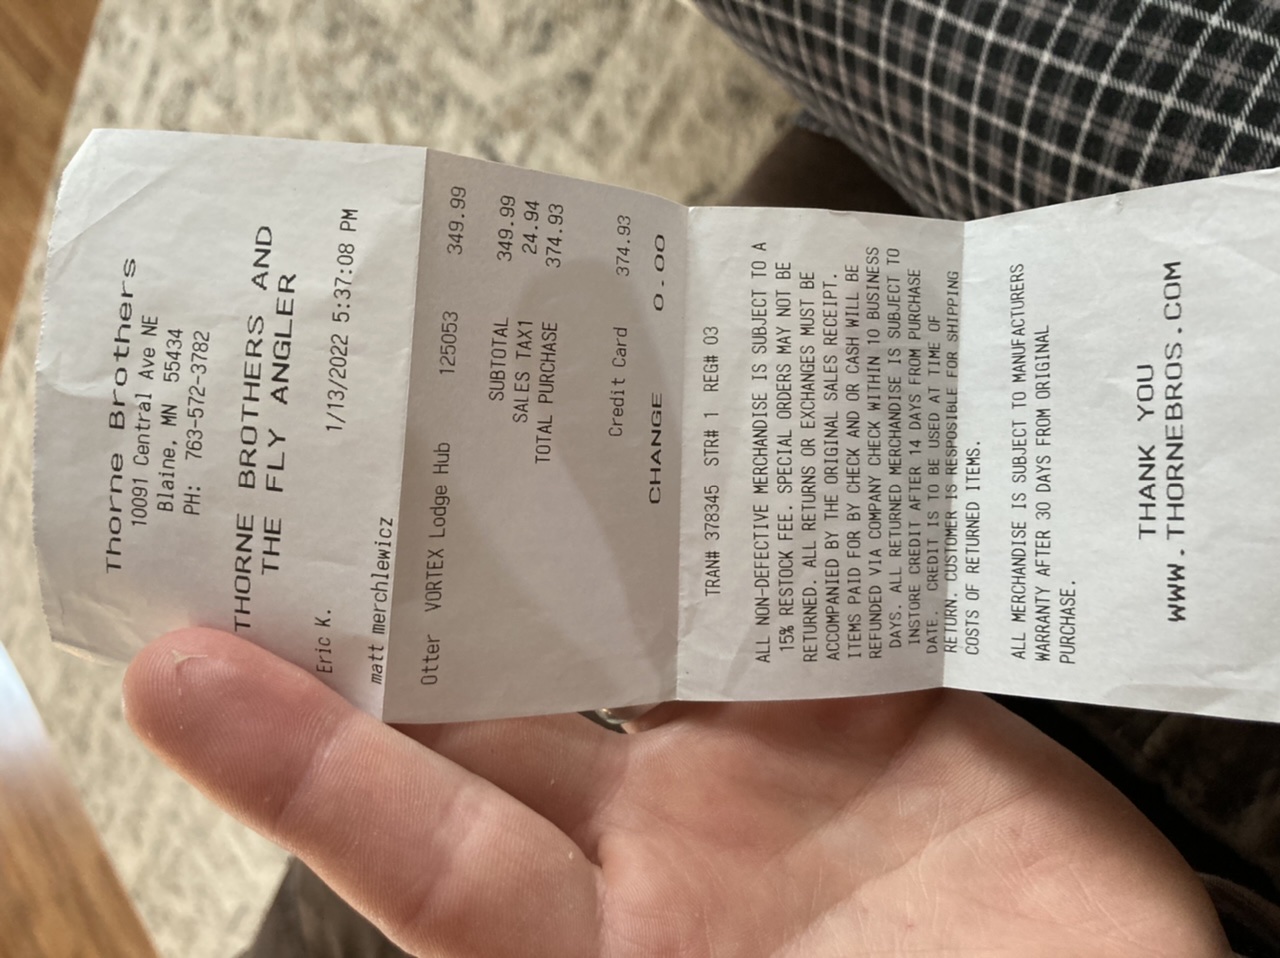 Thorne Brothers
10091 Central Ave NE
Blaine, MN 55434
PH: 763-572-3782
THORNE BROTHERS AND
THE FLY ANGLER
Eric K. 1/13/2022 5:37:08 PM
matt merchlewicz
Otter VORTEX Lodge Hub 125053 349.99
SUBTOTAL 349.99
SALES TAX1 24.94
TOTAL PURCHASE 374.93
Credit Card 374.93
CHANGE 0.00
TRAN# 378345 STR# 1 REG# 03
ALL NON-DEFECTIVE MERCHANDISE IS SUBJECT TO A
15% RESTOCK FEE. SPECIAL ORDERS MAY NOT BE
RETURNED. ALL RETURNS OR EXCHANGES MUST BE
ACCOMPANIED BY THE ORIGINAL SALES RECEIPT.
ITEMS PAID FOR BY CHECK AND OR CASH WILL BE
REFUNDED VIA COMPANY CHECK WITHIN 10 BUSINESS
DAYS. ALL RETURNED MERCHANDISE IS SUBJECT TO
INSTORE CREDIT AFTER 14 DAYS FROM PURCHASE
DATE. CREDIT IS TO BE USED AT TIME OF
RETURN. CUSTOMER IS RESPOSIBLE FOR SHIPPING
COSTS OF RETURNED ITEMS.
ALL MERCHANDISE IS SUBJECT TO MANUFACTURERS
WARRANTY AFTER 30 DAYS FROM ORIGINAL
PURCHASE.
THANK YOU
WWW.THORNEBROS.COM